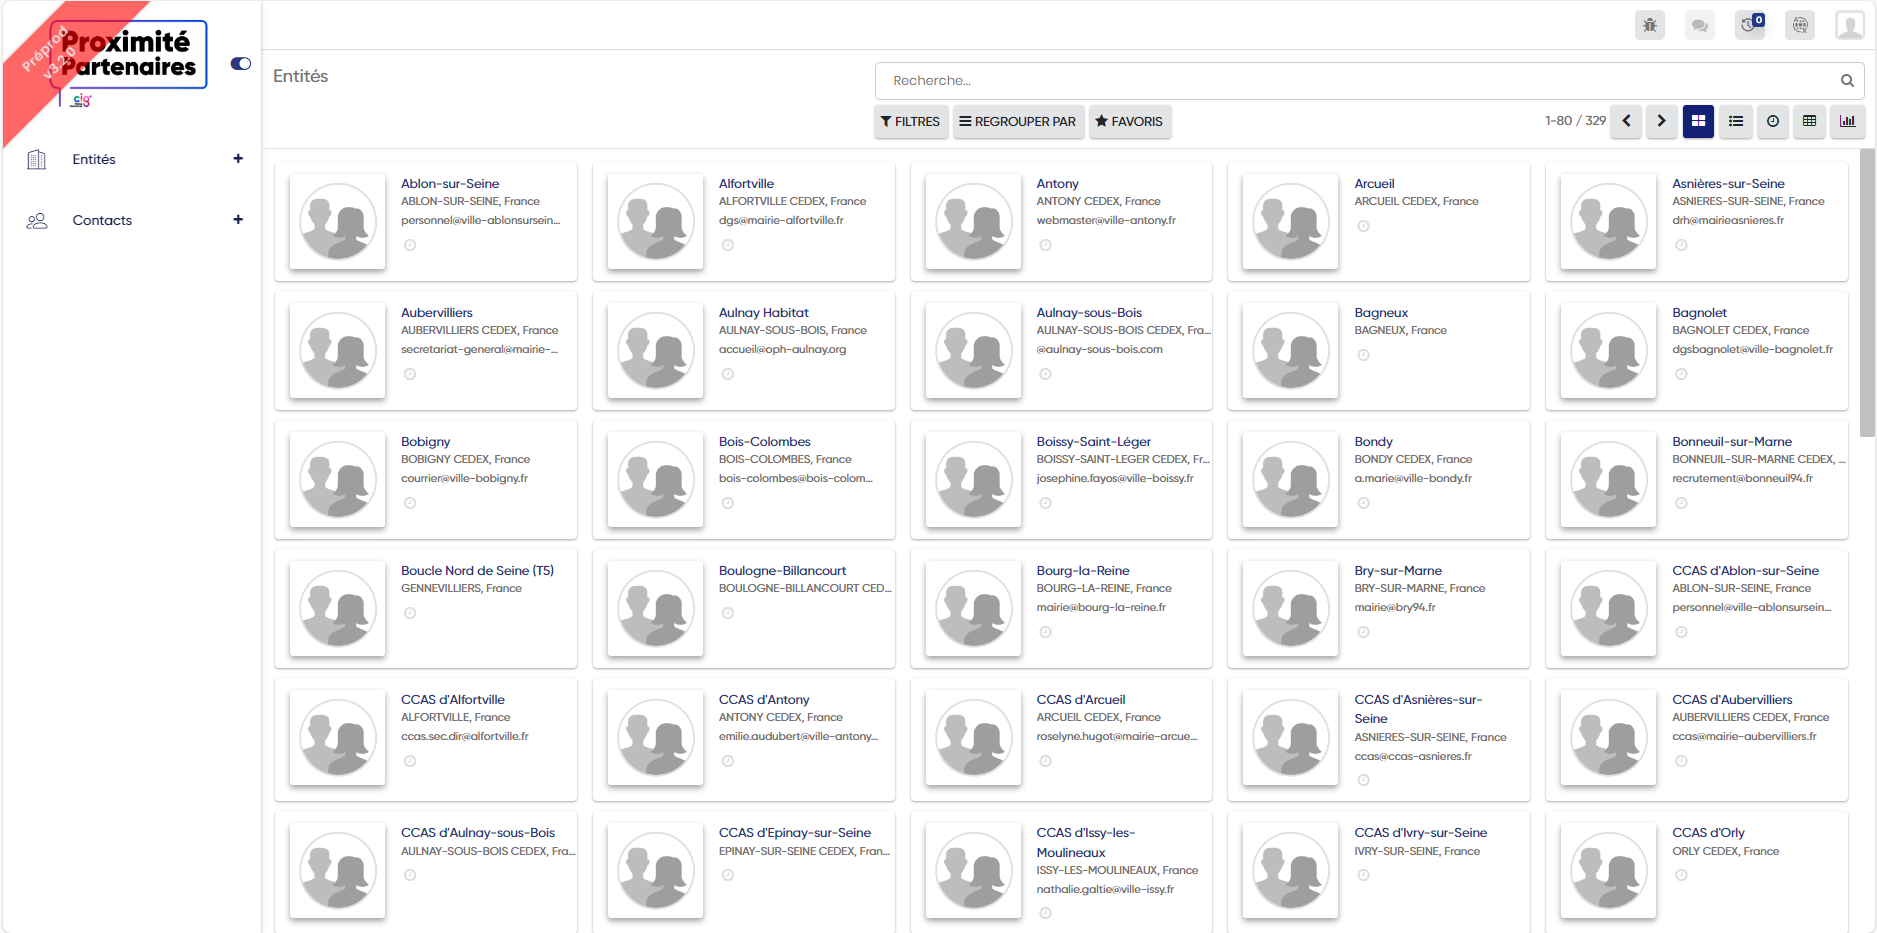 Préprod
v3.2.0
Proximité
Partenaires
cig
0
Entités
Contacts
Entités
Recherche...
FILTRES
REGROUPER PAR
FAVORIS
1-80 / 329
Ablon-sur-Seine
ABLON-SUR-SEINE, France
personnel@ville-ablonsursein...
Alfortville
ALFORTVILLE CEDEX, France
dgs@mairie-alfortville.fr
Antony
ANTONY CEDEX, France
webmaster@ville-antony.fr
Arcueil
ARCUEIL CEDEX, France
Asnières-sur-Seine
ASNIERES-SUR-SEINE, France
drh@mairieasnieres.fr
Aubervilliers
AUBERVILLIERS CEDEX, France
secretariat-general@mairie-...
Aulnay Habitat
AULNAY-SOUS-BOIS, France
accueil@oph-aulnay.org
Aulnay-sous-Bois
AULNAY-SOUS-BOIS CEDEX, Fra...
@aulnay-sous-bois.com
Bagneux
BAGNEUX, France
Bagnolet
BAGNOLET CEDEX, France
dgsbagnolet@ville-bagnolet.fr
Bobigny
BOBIGNY CEDEX, France
courrier@ville-bobigny.fr
Bois-Colombes
BOIS-COLOMBES, France
bois-colombes@bois-colom...
Boissy-Saint-Léger
BOISSY-SAINT-LEGER CEDEX, Fr...
josephine.fayos@ville-boissy.fr
Bondy
BONDY CEDEX, France
a.marie@ville-bondy.fr
Bonneuil-sur-Marne
BONNEUIL-SUR-MARNE CEDEX, ...
recrutement@bonneuil94.fr
Boucle Nord de Seine (T5)
GENNEVILLIERS, France
Boulogne-Billancourt
BOULOGNE-BILLANCOURT CED...
Bourg-la-Reine
BOURG-LA-REINE, France
mairie@bourg-la-reine.fr
Bry-sur-Marne
BRY-SUR-MARNE, France
mairie@bry94.fr
CCAS d'Ablon-sur-Seine
ABLON-SUR-SEINE, France
personnel@ville-ablonsursein...
CCAS d'Alfortville
ALFORTVILLE, France
ccas.sec.dir@alfortville.fr
CCAS d'Antony
ANTONY CEDEX, France
emilie.audubert@ville-antony...
CCAS d'Arcueil
ARCUEIL CEDEX, France
roselyne.hugot@mairie-arcue...
CCAS d'Asnières-sur-
Seine
ASNIERES-SUR-SEINE, France
ccas@ccas-asnieres.fr
CCAS d'Aubervilliers
AUBERVILLIERS CEDEX, France
ccas@mairie-aubervilliers.fr
CCAS d'Aulnay-sous-Bois
AULNAY-SOUS-BOIS CEDEX, Fra...
CCAS d'Epinay-sur-Seine
EPINAY-SUR-SEINE CEDEX, Fran...
CCAS d'Issy-les-
Moulineaux
ISSY-LES-MOULINEAUX, France
nathalie.galtie@ville-issy.fr
CCAS d'Ivry-sur-Seine
IVRY-SUR-SEINE, France
CCAS d'Orly
ORLY CEDEX, France